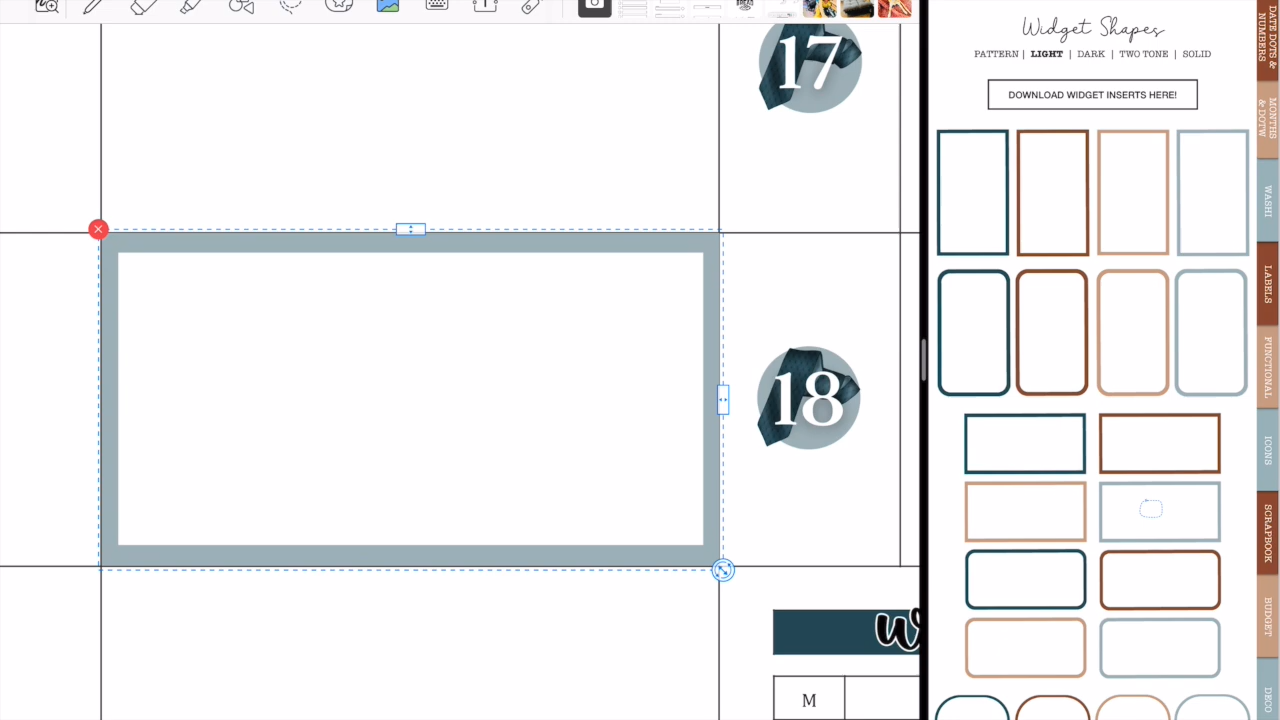 17
18
M
Widget Shapes
PATTERN | LIGHT | DARK | TWO TONE | SOLID
DOWNLOAD WIDGET INSERTS HERE!
DATE DOTS &
NUMBERS
MONTHS
& DOTW
WASHI
LABELS
FUNCTIONAL
ICONS
SCRAPBOOK
BUDGET
DECO